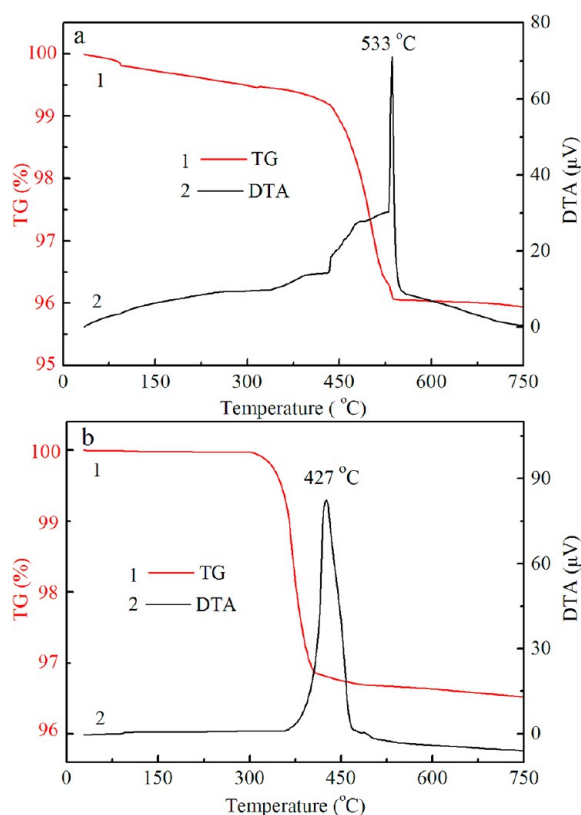 a
533 °C
1
1 TG
2 DTA
2
TG (%)
100
99
98
97
96
95
DTA (µV)
80
60
40
20
0
0 150 300 450 600 750
Temperature ( °C)
b
427 °C
1
1 TG
2 DTA
2
TG (%)
100
99
98
97
96
DTA (µV)
90
60
30
0
0 150 300 450 600 750
Temperature (°C)